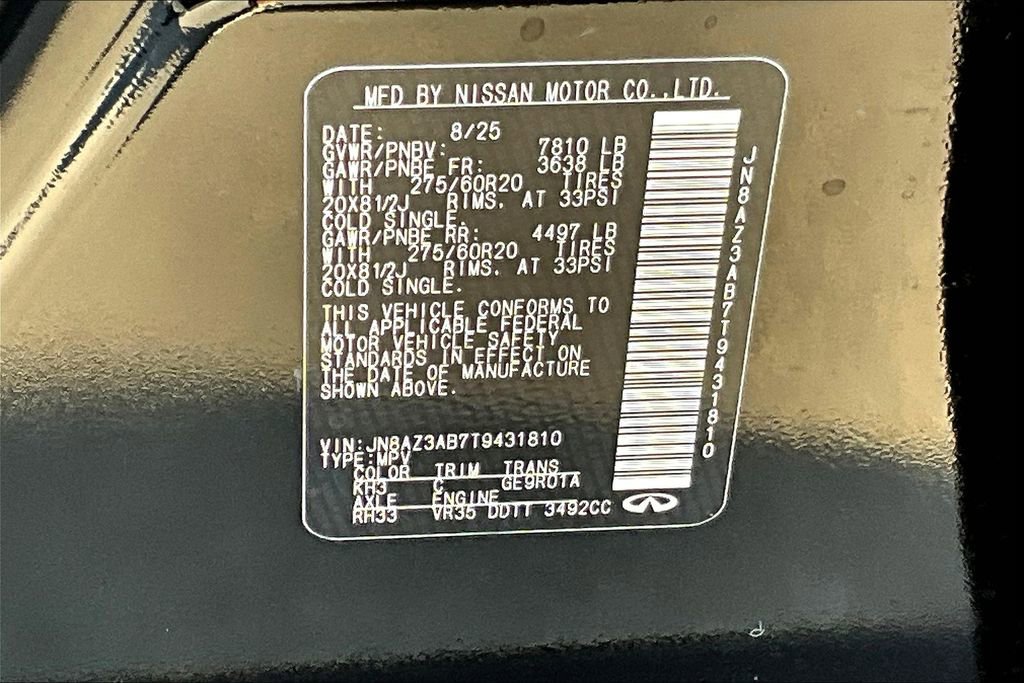 MFD BY NISSAN MOTOR CO.,LTD.
DATE: 8/25
GVWR/PNBV: 7810 LB
GAWR/PNBE FR: 3638 LB
WITH 275/60R20 TIRES
20X81/2J RIMS. AT 33PSI
COLD SINGLE.
GAWR/PNBE RR: 4497 LB
WITH 275/60R20 TIRES
20X81/2J RIMS. AT 33PSI
COLD SINGLE.
THIS VEHICLE CONFORMS TO
ALL APPLICABLE FEDERAL
MOTOR VEHICLE SAFETY
STANDARDS IN EFFECT ON
THE DATE OF MANUFACTURE
SHOWN ABOVE.
VIN:JN8AZ3AB7T9431810
TYPE:MPV
COLOR TRIM TRANS
KH3 C GE9R01A
AXLE ENGINE
RH33 VR35 DDTT 3492CC
JN8AZ3AB7T9431810